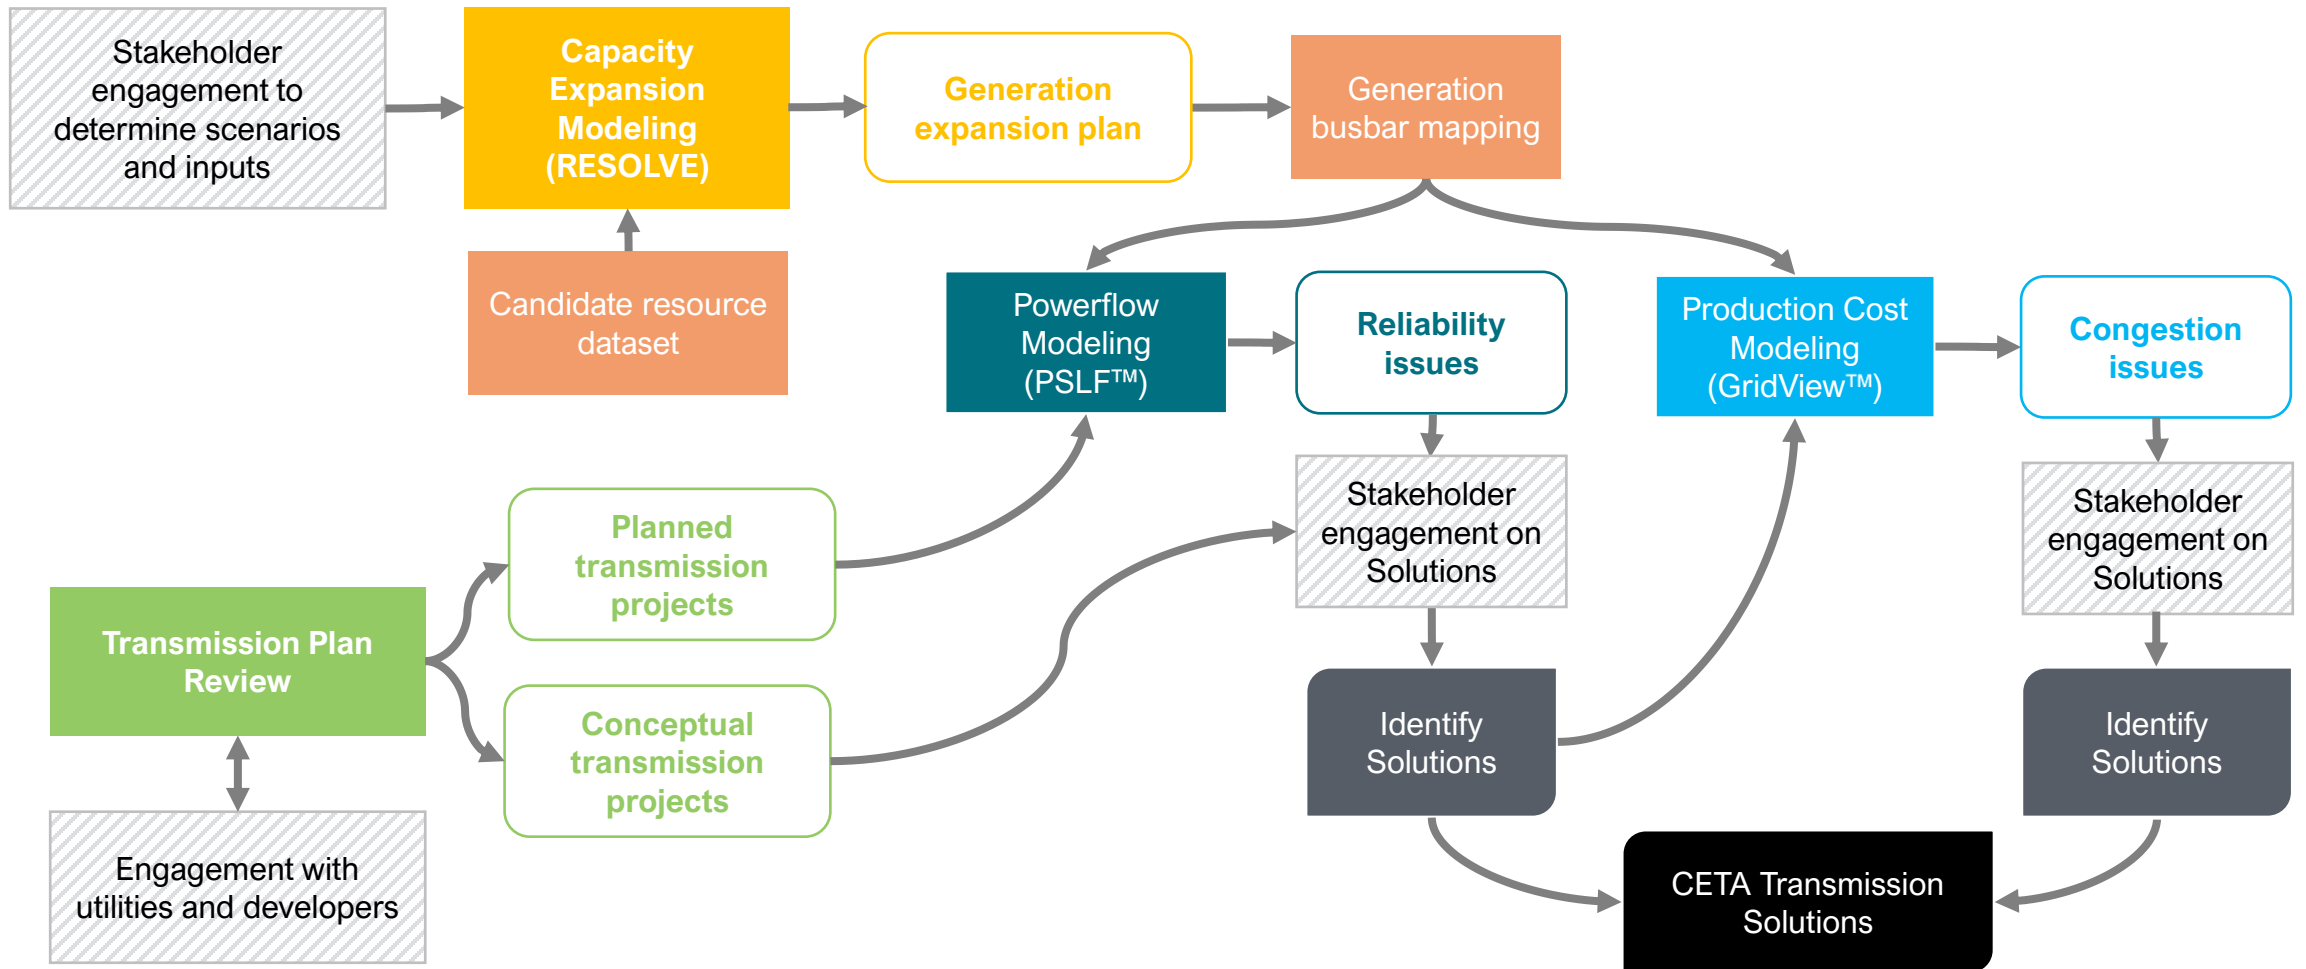 Stakeholder
engagement to
determine scenarios
and inputs
Capacity
Expansion
Modeling
(RESOLVE)
Generation
expansion plan
Generation
busbar mapping
Candidate resource
dataset
Powerflow
Modeling
(PSLF™)
Reliability
issues
Production Cost
Modeling
(GridView™)
Congestion
issues
Planned
transmission
projects
Stakeholder
engagement on
Solutions
Stakeholder
engagement on
Solutions
Transmission Plan
Review
Conceptual
transmission
projects
Identify
Solutions
Identify
Solutions
Engagement with
utilities and developers
CETA Transmission
Solutions